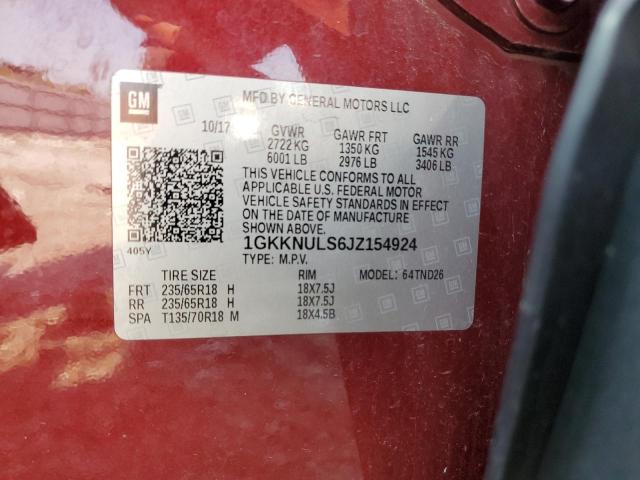 GM
MFD BY GENERAL MOTORS LLC
10/17 GVWR GAWR FRT GAWR RR
2722 KG 1350 KG 1545 KG
6001 LB 2976 LB 3406 LB
THIS VEHICLE CONFORMS TO ALL
APPLICABLE U.S. FEDERAL MOTOR
VEHICLE SAFETY STANDARDS IN EFFECT
ON THE DATE OF MANUFACTURE
SHOWN ABOVE.
405Y 1GKKNULS6JZ154924
TYPE: M.P.V.
TIRE SIZE RIM MODEL: 64TND26
FRT 235/65R18 H 18X7.5J
RR 235/65R18 H 18X7.5J
SPA T135/70R18 M 18X4.5B